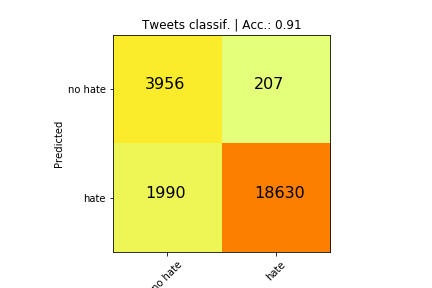 Tweets classif. | Acc.: 0.91
no hate
3956
207
Predicted
hate
1990
18630
no hate
hate